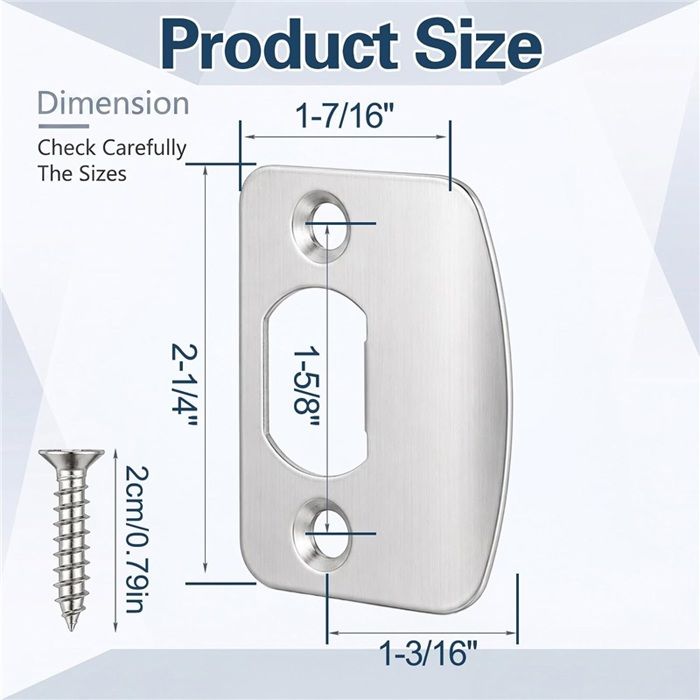 Product Size
Dimension
Check Carefully
The Sizes
1-7/16"
2-1/4"
1-5/8"
2cm/0.79in
1-3/16"